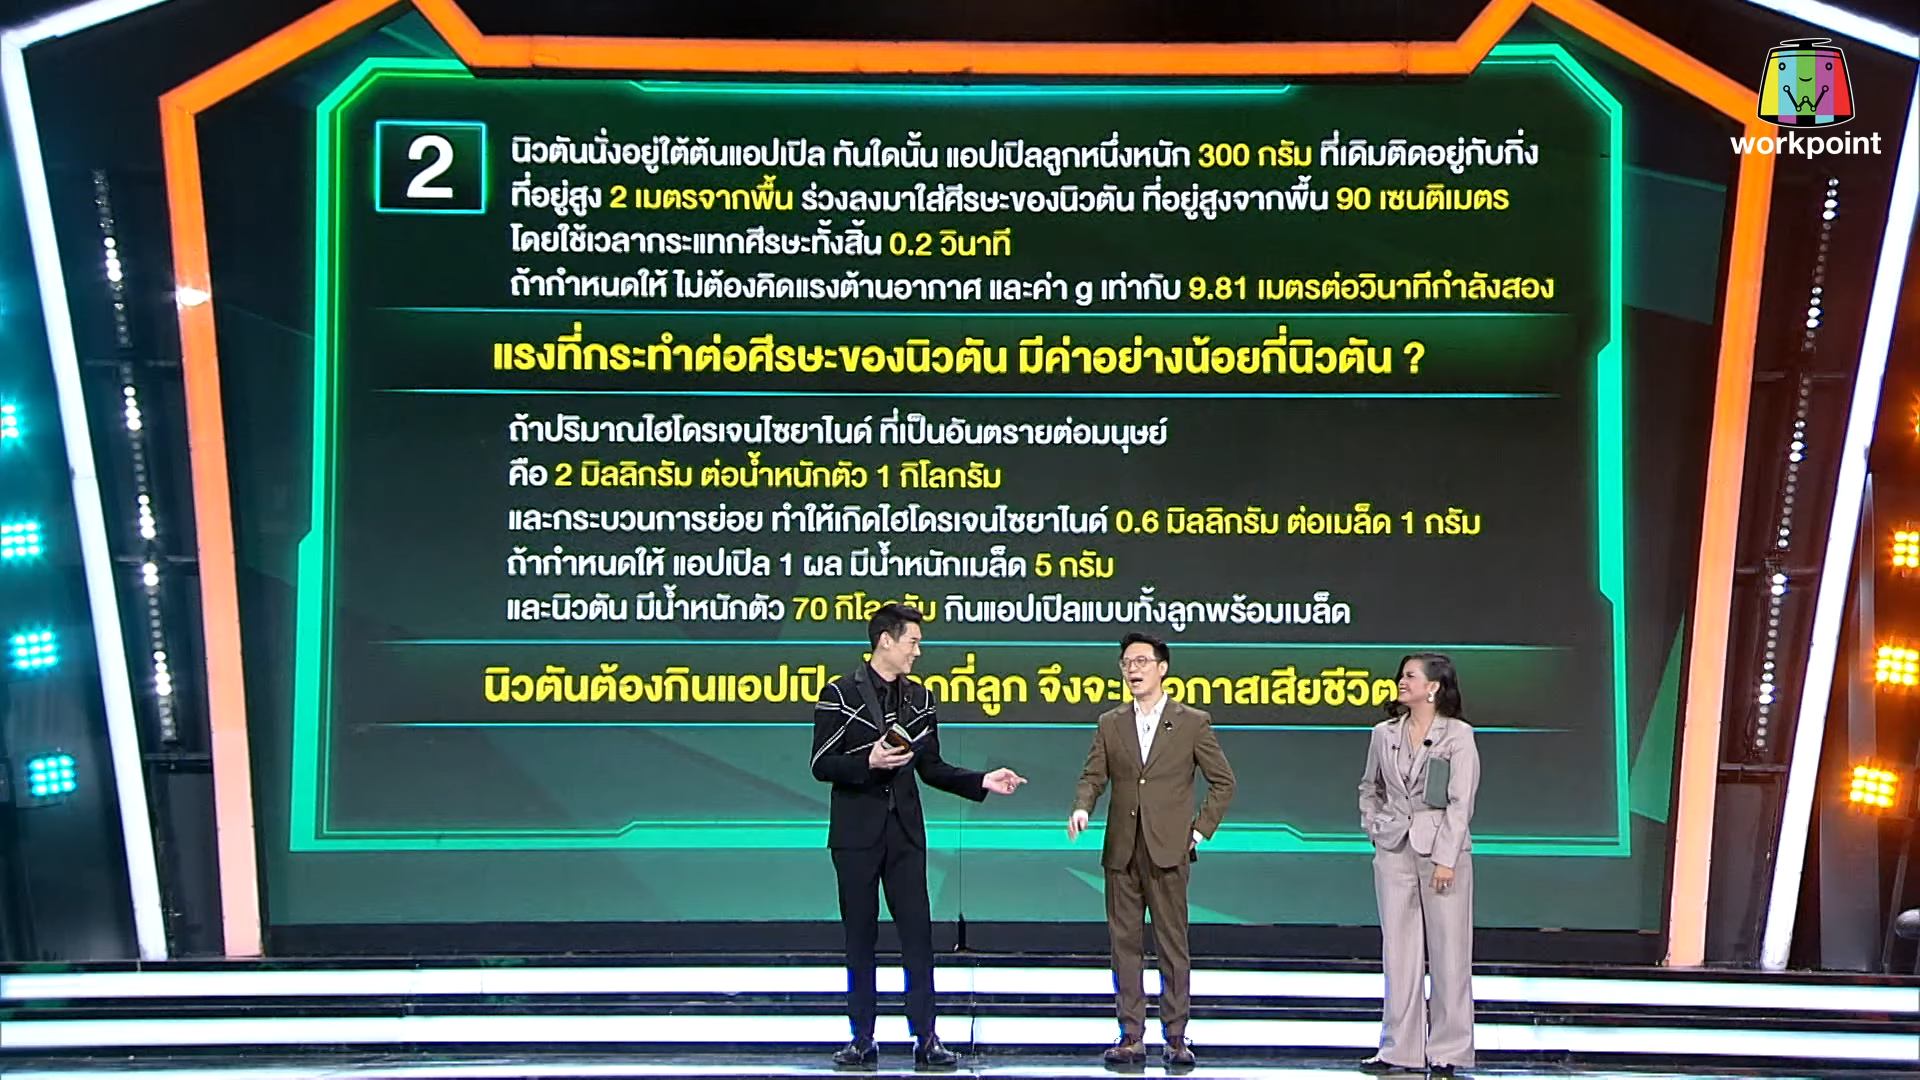 workpoint
2
นิวตันนั่งอยู่ใต้ต้นแอปเปิล ทันใดนั้น แอปเปิลลูกหนึ่งหนัก 300 กรัม ที่เดิมติดอยู่กับกิ่ง
ที่อยู่สูง 2 เมตรจากพื้น ร่วงลงมาใส่ศีรษะของนิวตัน ที่อยู่สูงจากพื้น 90 เซนติเมตร
โดยใช้เวลากระแทกศีรษะทั้งสิ้น 0.2 วินาที
ถ้ากำหนดให้ ไม่ต้องคิดแรงต้านอากาศ และค่า g เท่ากับ 9.81 เมตรต่อวินาทีกำลังสอง
แรงที่กระทำต่อศีรษะของนิวตัน มีค่าอย่างน้อยกี่นิวตัน ?
ถ้าปริมาณไฮโดรเจนไซยาไนด์ ที่เป็นอันตรายต่อมนุษย์
คือ 2 มิลลิกรัม ต่อน้ำหนักตัว 1 กิโลกรัม
และกระบวนการย่อย ทำให้เกิดไฮโดรเจนไซยาไนด์ 0.6 มิลลิกรัม ต่อเมล็ด 1 กรัม
ถ้ากำหนดให้ แอปเปิล 1 ผล มีน้ำหนักเมล็ด 5 กรัม
และนิวตัน มีน้ำหนักตัว 70 กิโลกรัม กินแอปเปิลแบบทั้งลูกพร้อมเมล็ด
นิวตันต้องกินแอปเปิล กี่ลูก จึงจะ เสียชีวิต